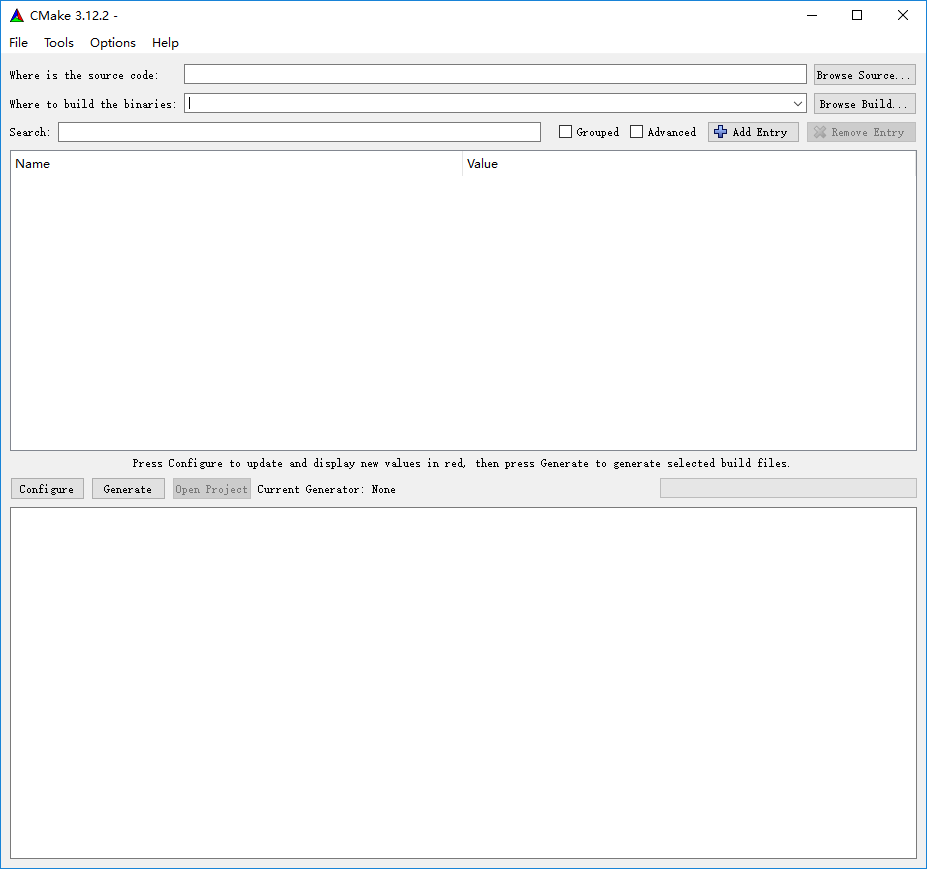 CMake 3.12.2 -
File Tools Options Help
Where is the source code: Browse Source...
Where to build the binaries: Browse Build...
Search: Grouped Advanced Add Entry Remove Entry
Name Value
Press Configure to update and display new values in red, then press Generate to generate selected build files.
Configure Generate Open Project Current Generator: None